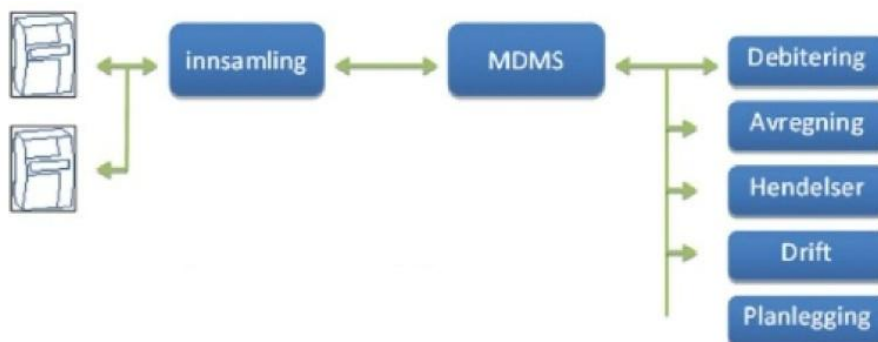 innsamling
MDMS
Debitering
Avregning
Hendelser
Drift
Planlegging